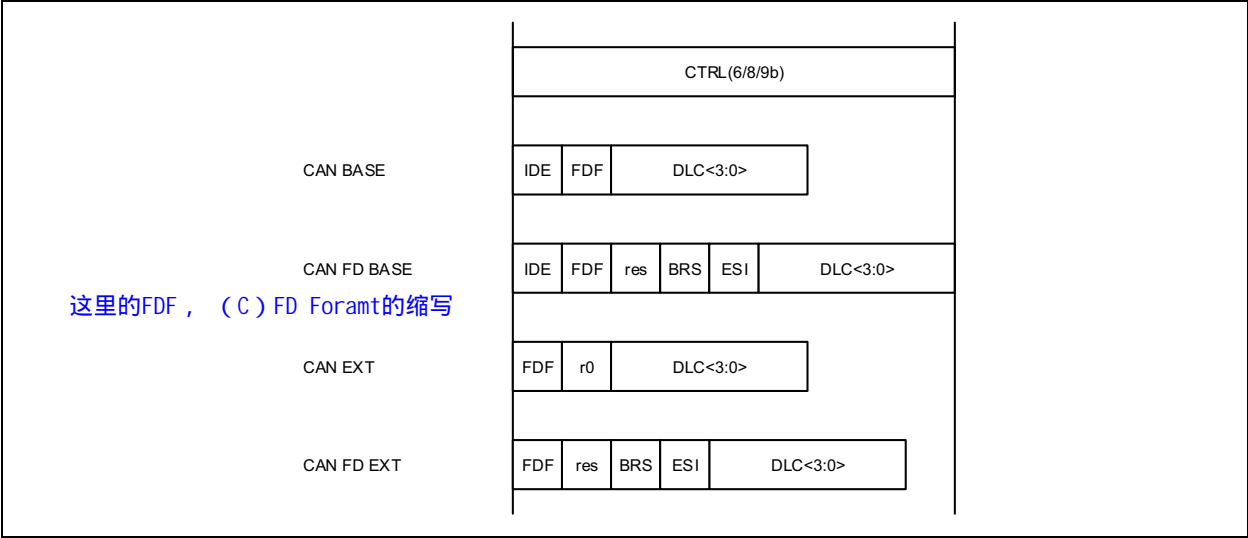 CTRL(6/8/9b)
CAN BASE IDE FDF DLC<3:0>
CAN FD BASE IDE FDF res BRS ESI DLC<3:0>
这里的FDF，（C）FD Foramt的缩写
CAN EXT FDF r0 DLC<3:0>
CAN FD EXT FDF res BRS ESI DLC<3:0>